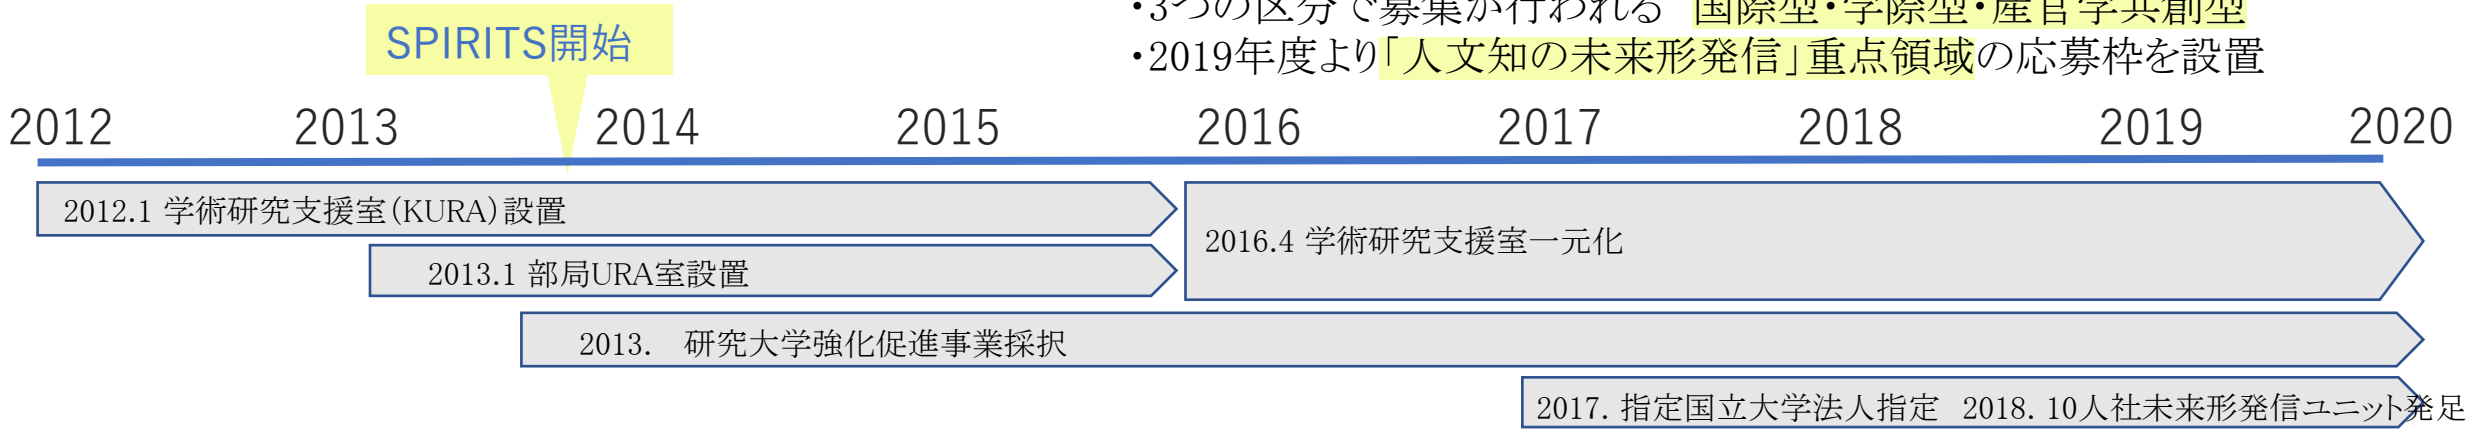 ・3つの区分で募集が行われる 国際型・学際型・産官学共創型
SPIRITS開始
・2019年度より「人文知の未来形発信」重点領域の応募枠を設置
2012 2013 2014 2015 2016 2017 2018 2019 2020
2012.1 学術研究支援室(KURA)設置
2016.4 学術研究支援室一元化
2013.1 部局URA室設置
2013. 研究大学強化促進事業採択
2017. 指定国立大学法人指定 2018. 10人社未来形発信ユニット発足